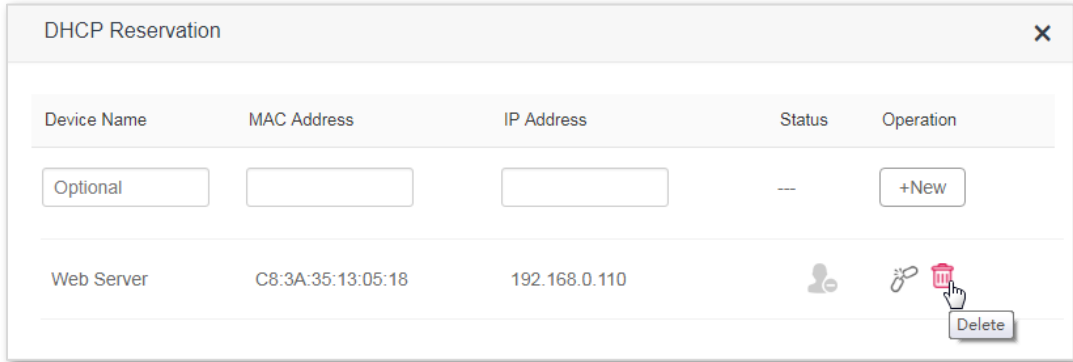 DHCP Reservation
Device Name MAC Address IP Address Status Operation
Optional --- +New
Web Server C8:3A:35:13:05:18 192.168.0.110
Delete